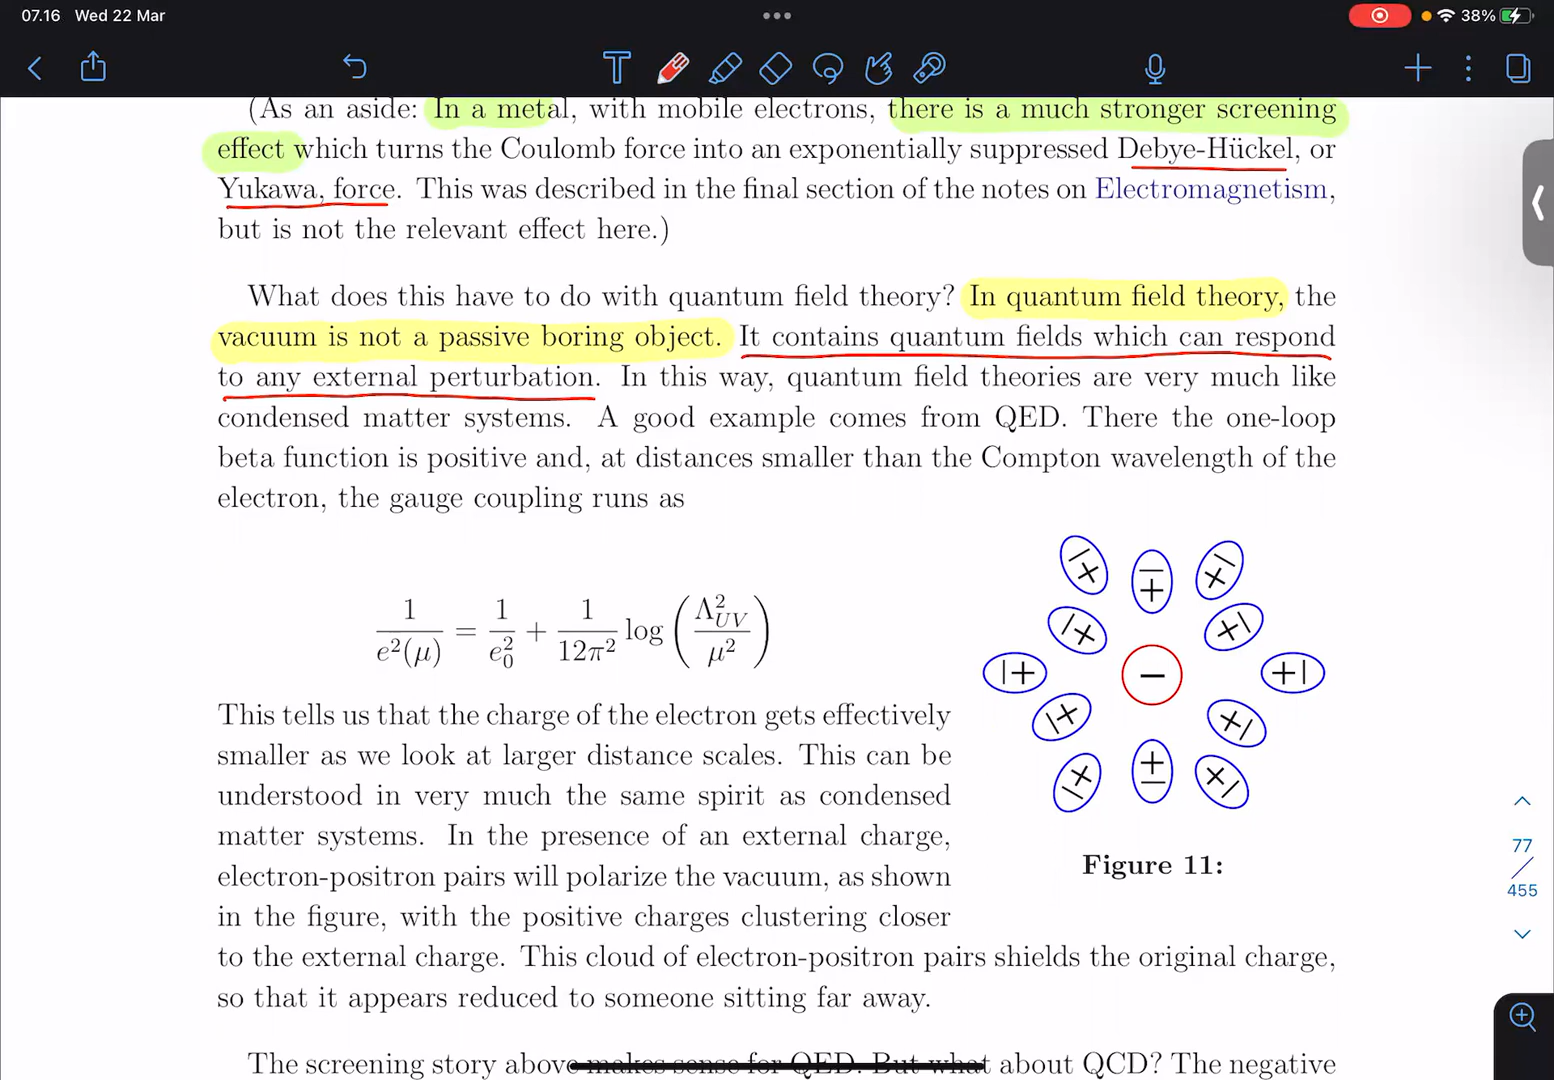 07.16 Wed 22 Mar
38%
T
(As an aside: In a metal, with mobile electrons, there is a much stronger screening
effect which turns the Coulomb force into an exponentially suppressed Debye-Hückel, or
Yukawa, force. This was described in the final section of the notes on Electromagnetism,
but is not the relevant effect here.)
What does this have to do with quantum field theory? In quantum field theory, the
vacuum is not a passive boring object. It contains quantum fields which can respond
to any external perturbation. In this way, quantum field theories are very much like
condensed matter systems. A good example comes from QED. There the one-loop
beta function is positive and, at distances smaller than the Compton wavelength of the
electron, the gauge coupling runs as
1/e²(μ) = 1/e₀² + 1/12π² log (Λ²_UV/μ²)
This tells us that the charge of the electron gets effectively
smaller as we look at larger distance scales. This can be
understood in very much the same spirit as condensed
matter systems. In the presence of an external charge,
electron-positron pairs will polarize the vacuum, as shown
in the figure, with the positive charges clustering closer
to the external charge. This cloud of electron-positron pairs shields the original charge,
so that it appears reduced to someone sitting far away.
Figure 11:
77
455
The screening story above makes sense for QED. But what about QCD? The negative